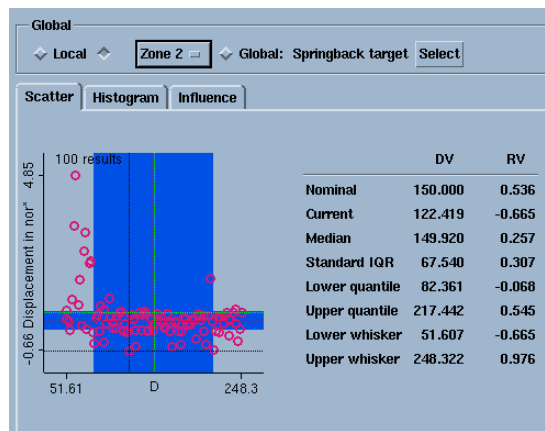 Global
Local Zone 2 Global: Springback target Select
Scatter Histogram Influence
100 results
4.85
Displacement in nor*
-0.66
51.61 D 248.3
DV RV
Nominal 150.000 0.536
Current 122.419 -0.665
Median 149.920 0.257
Standard IQR 67.540 0.307
Lower quantile 82.361 -0.068
Upper quantile 217.442 0.545
Lower whisker 51.607 -0.665
Upper whisker 248.322 0.976